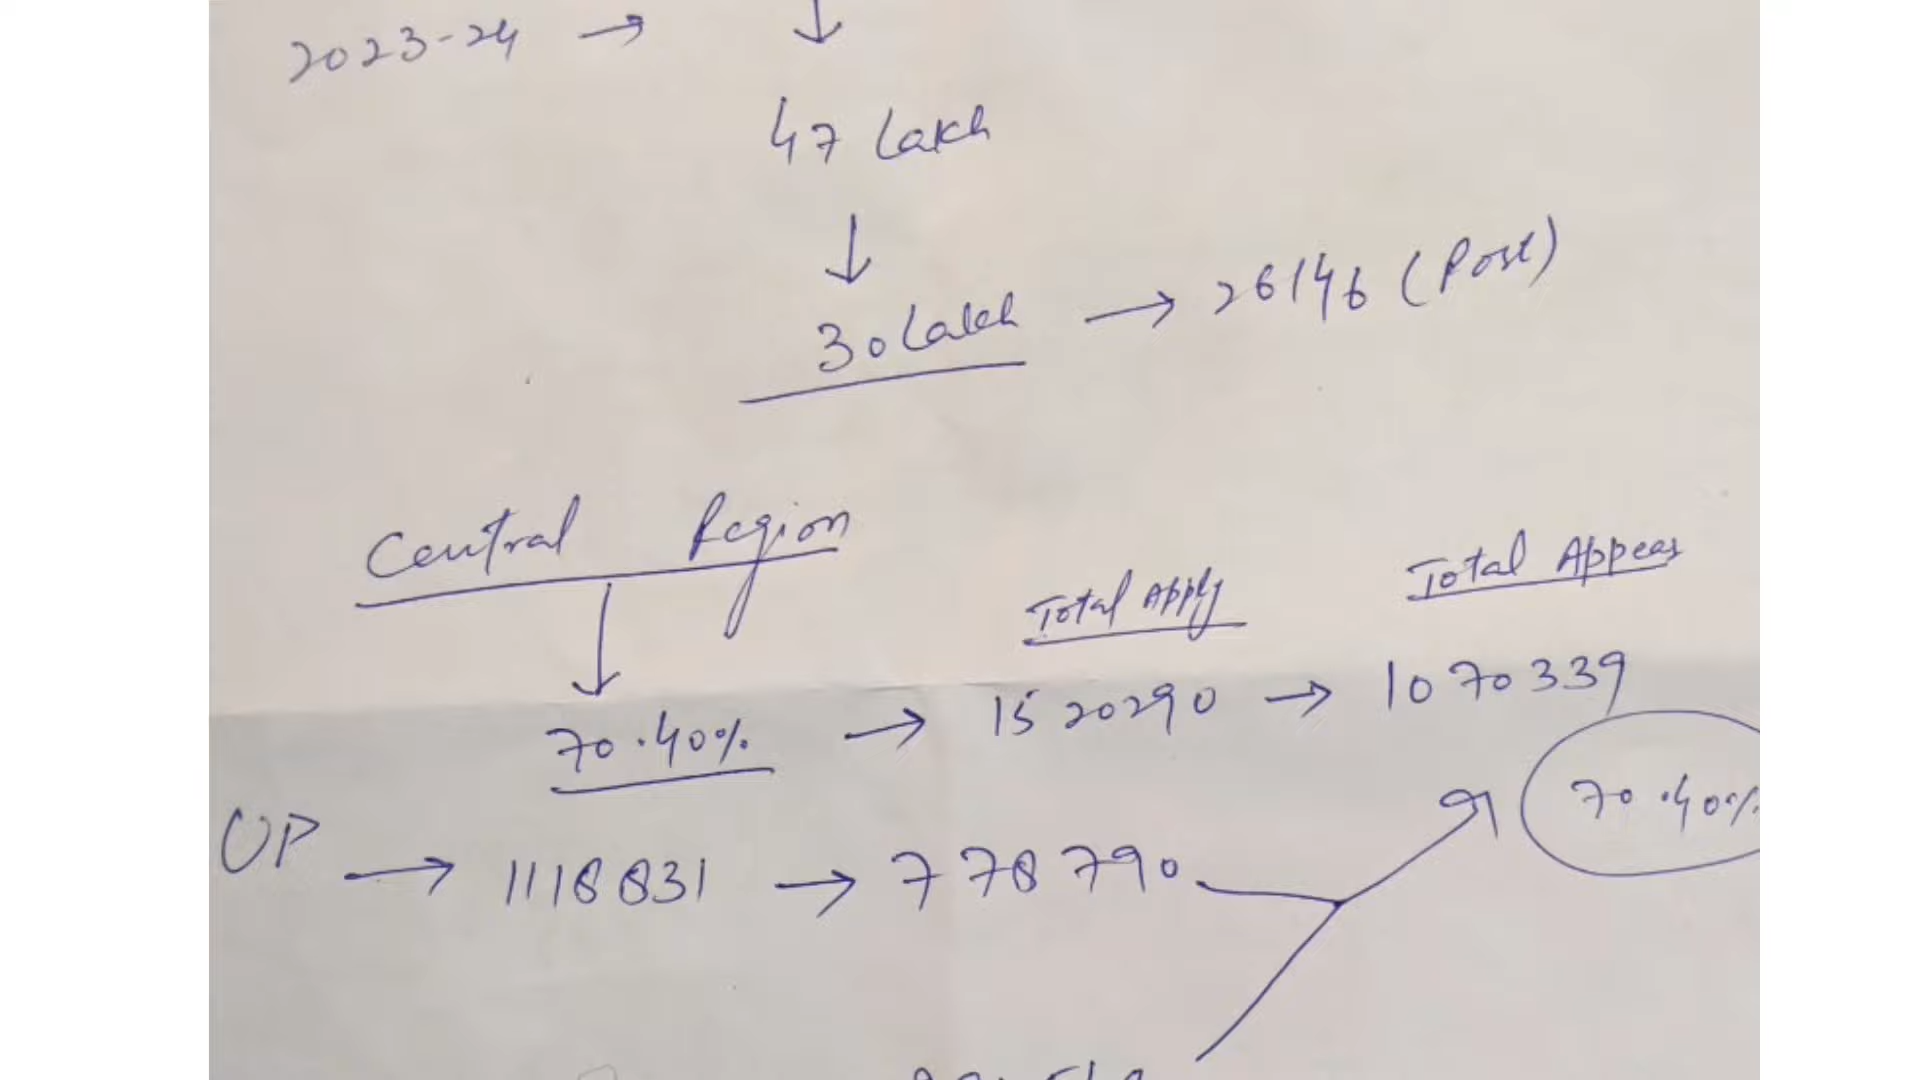 2023-24 →
↓
47 Lakh
↓
30 Lakh → 26146 (Post)
Central Region
↓
Total Apply
Total Appear
70.40% → 1520290 → 1070339
70.40%
UP → 1118831 → 778790